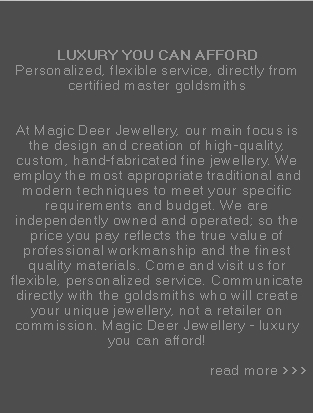 LUXURY YOU CAN AFFORD
Personalized, flexible service, directly from
certified master goldsmiths
At Magic Deer Jewellery, our main focus is
the design and creation of high-quality,
custom, hand-fabricated fine jewellery. We
employ the most appropriate traditional and
modern techniques to meet your specific
requirements and budget. We are
independently owned and operated; so the
price you pay reflects the true value of
professional workmanship and the finest
quality materials. Come and visit us for
flexible, personalized service. Communicate
directly with the goldsmiths who will create
your unique jewellery, not a retailer on
commission. Magic Deer Jewellery - luxury
you can afford!
read more >>>